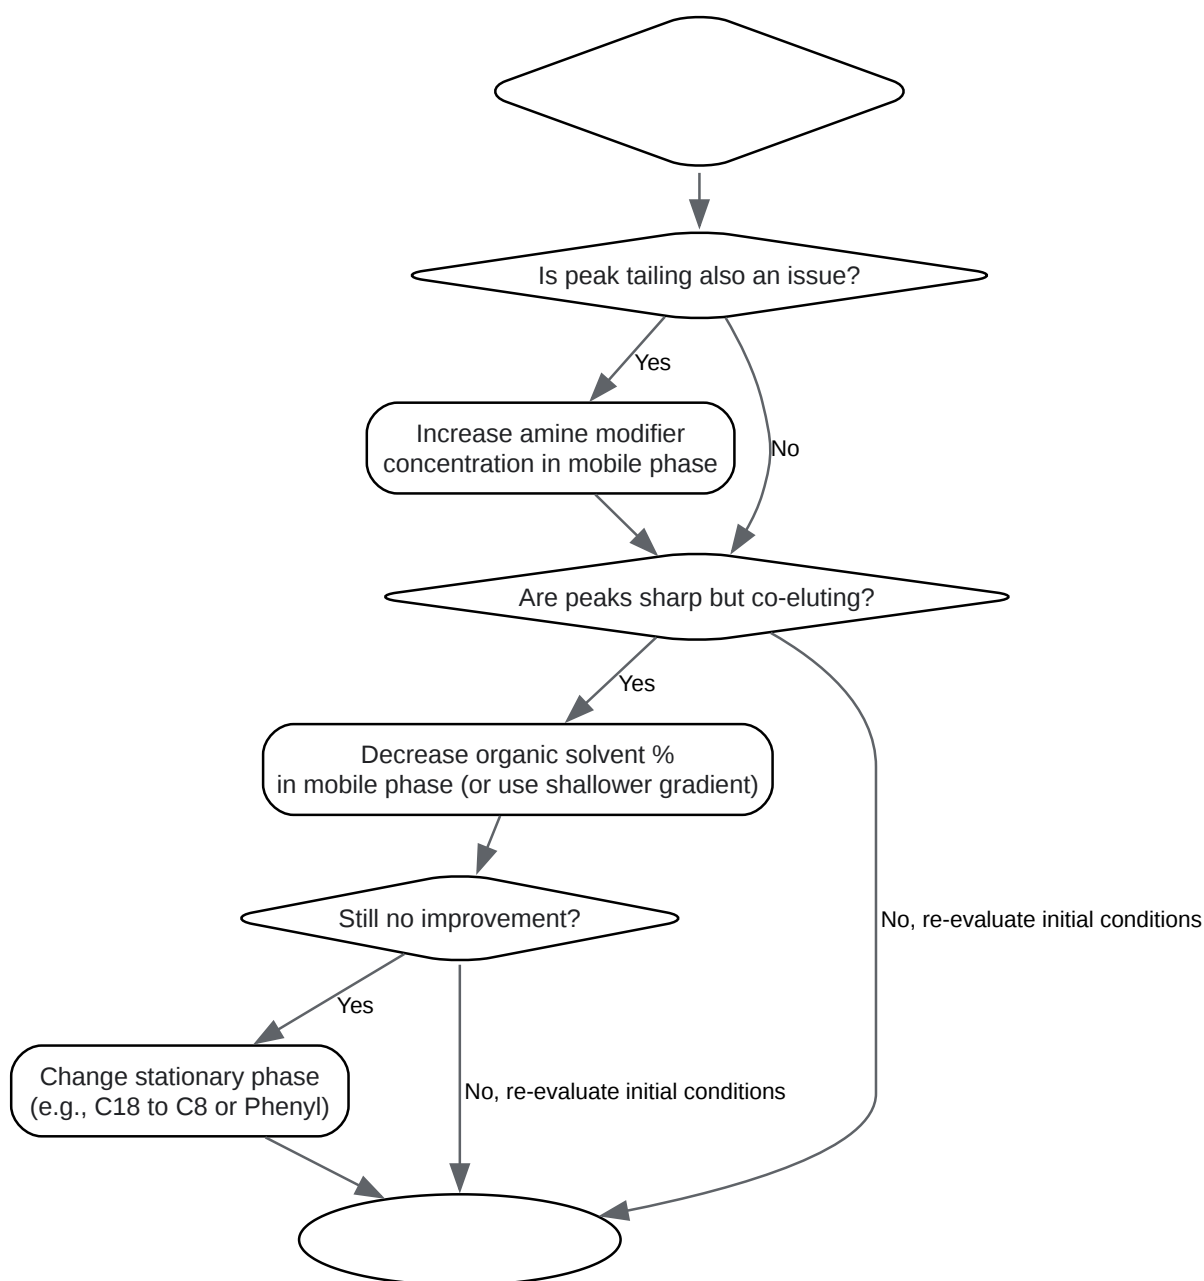 Is peak tailing also an issue?
Yes
Increase amine modifier
concentration in mobile phase
No
Are peaks sharp but co-eluting?
Yes
Decrease organic solvent %
in mobile phase (or use shallower gradient)
Still no improvement?
No, re-evaluate initial conditions
Yes
Change stationary phase
(e.g., C18 to C8 or Phenyl)
No, re-evaluate initial conditions